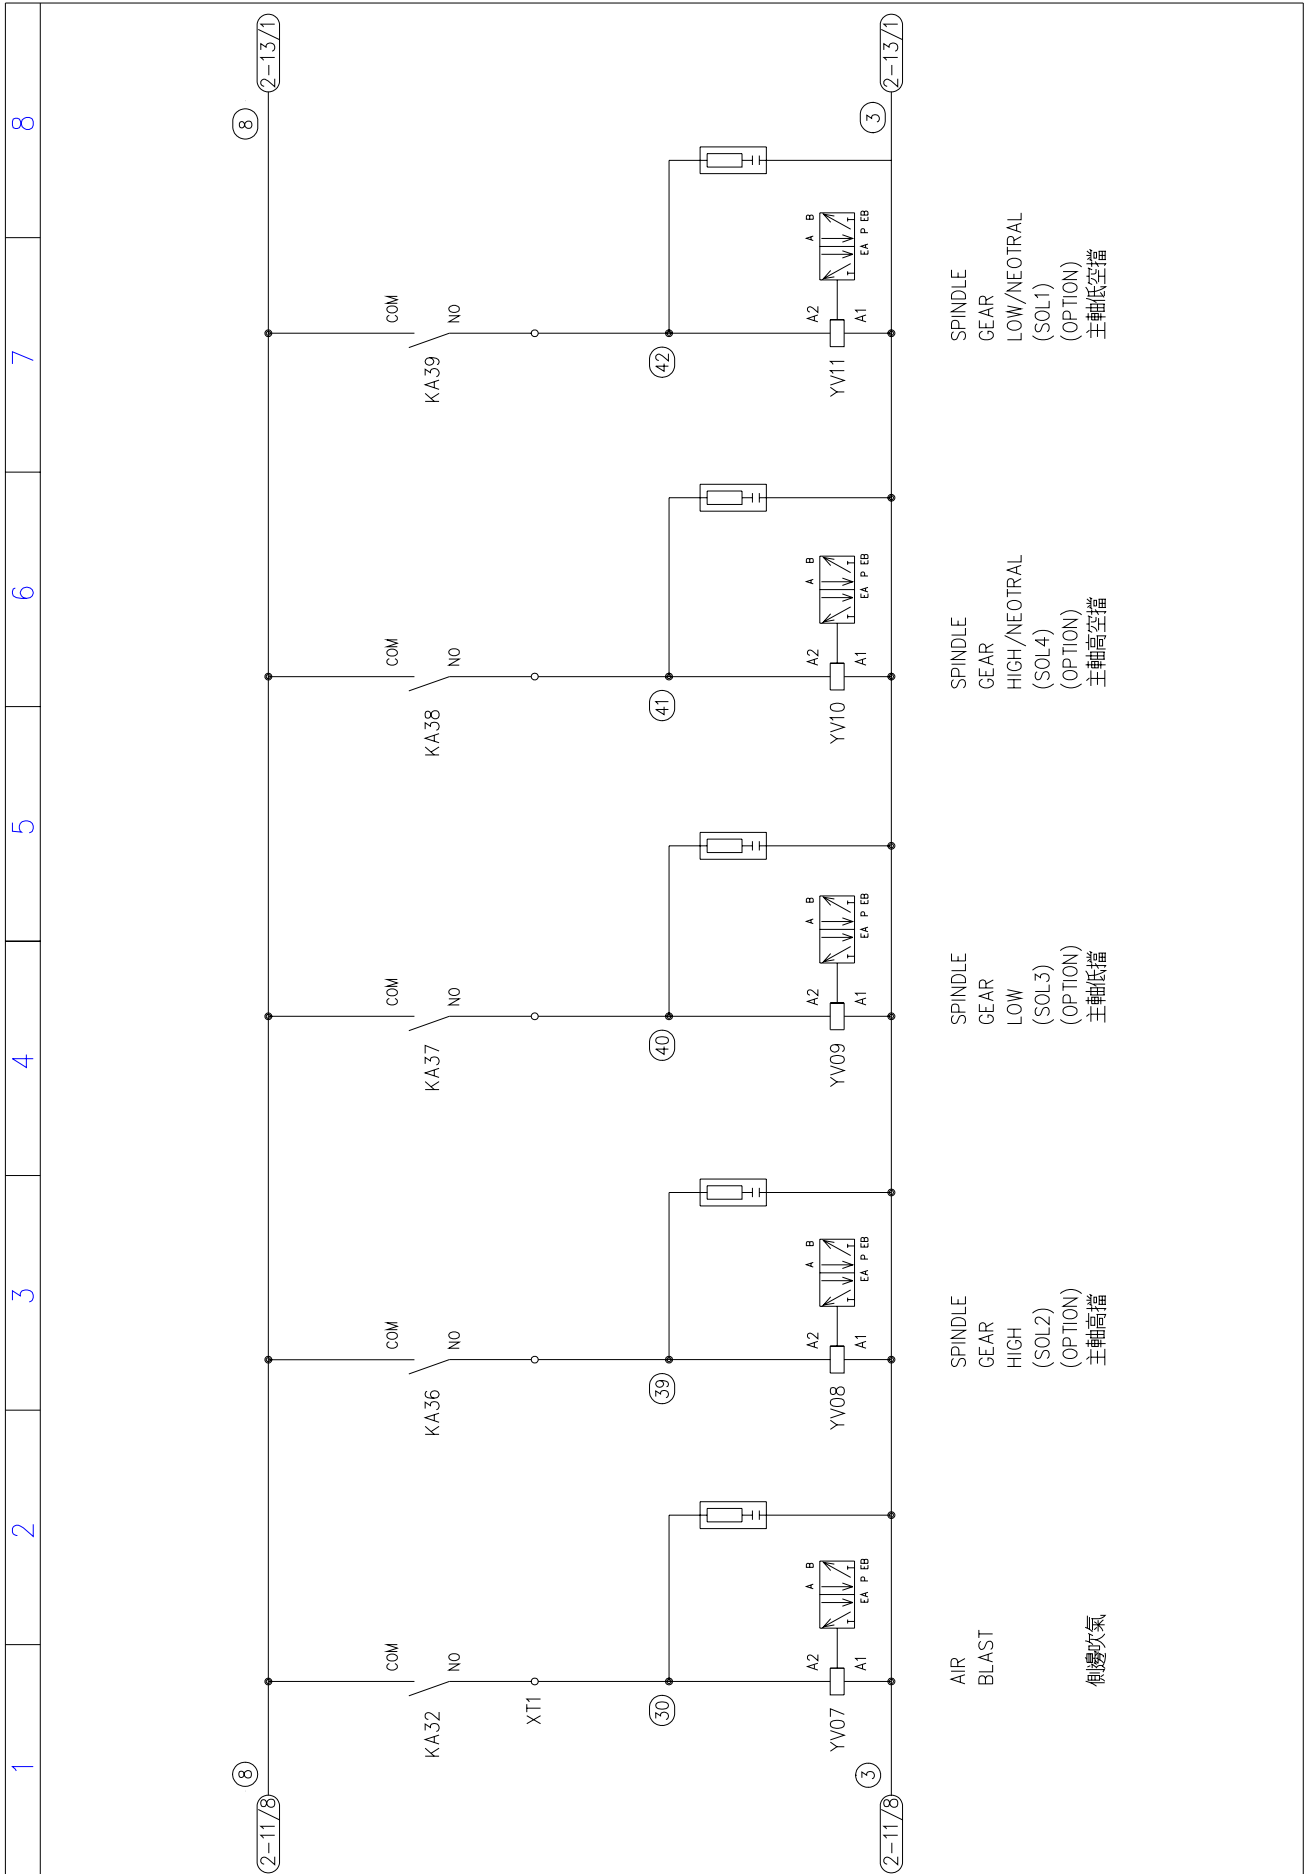 1 2 3 4 5 6 7 8
2-11/8 8 8 2-13/1
COM COM COM COM COM
KA32 NO KA36 NO KA37 NO KA38 NO KA39 NO
XT1
30 39 40 41 42
A2 A B A2 A B A2 A B A2 A B A2 A B
YV07 YV08 YV09 YV10 YV11
A1 EA P EB A1 EA P EB A1 EA P EB A1 EA P EB A1 EA P EB
2-11/8 3 3 2-13/1
AIR
BLAST
側邊吹氣
SPINDLE
GEAR
HIGH
(SOL2)
(OPTION)
主軸高擋
SPINDLE
GEAR
LOW
(SOL3)
(OPTION)
主軸低擋
SPINDLE
GEAR
HIGH/NEOTRAL
(SOL4)
(OPTION)
主軸高空擋
SPINDLE
GEAR
LOW/NEOTRAL
(SOL1)
(OPTION)
主軸低空擋